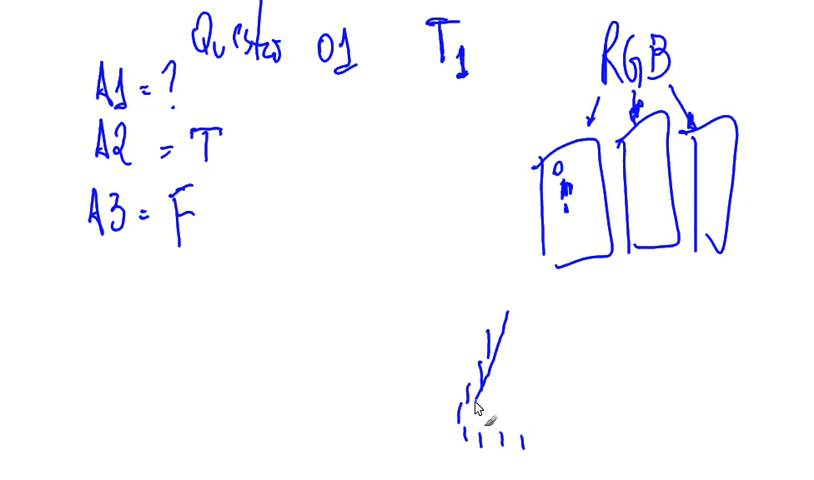 Questão 01 T1
RGB
A1 = ?
A2 = T
A3 = F